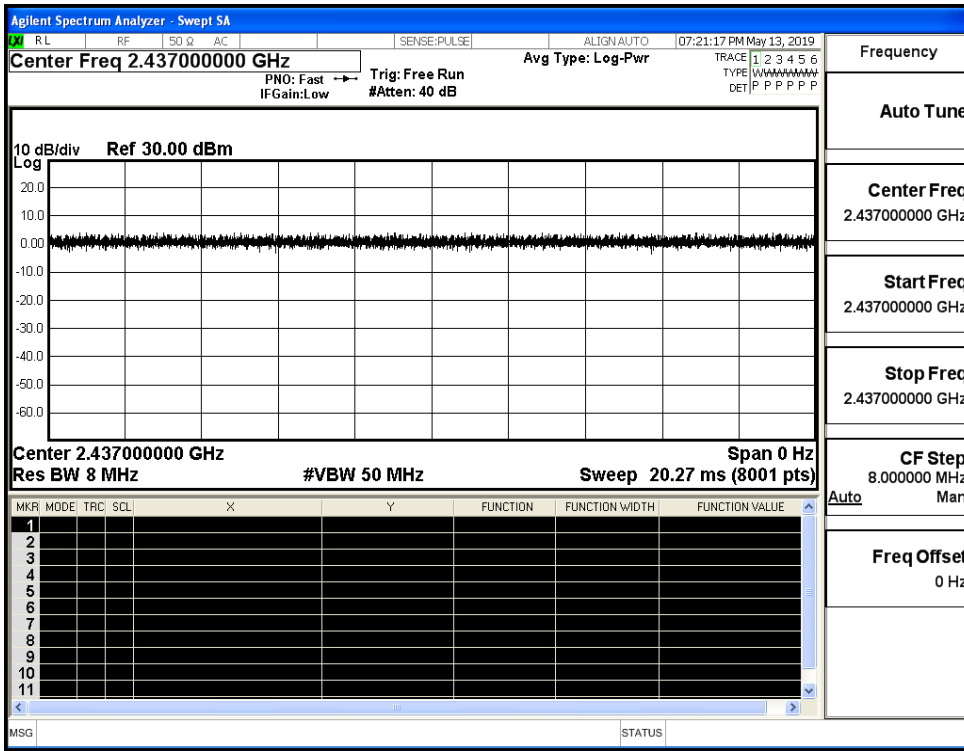 Agilent Spectrum Analyzer - Swept SA
LXI RL RF 50 Ω AC SENSE:PULSE ALIGN AUTO 07:21:17 PM May 13, 2019
Center Freq 2.437000000 GHz
PNO: Fast
IFGain:Low
Trig: Free Run
#Atten: 40 dB
Avg Type: Log-Pwr
TRACE 1 2 3 4 5 6
TYPE
DET P P P P P P
10 dB/div Ref 30.00 dBm
Log
20.0
10.0
0.00
-10.0
-20.0
-30.0
-40.0
-50.0
-60.0
Center 2.437000000 GHz Span 0 Hz
Res BW 8 MHz #VBW 50 MHz Sweep 20.27 ms (8001 pts)
MKR MODE TRC SCL X Y FUNCTION FUNCTION WIDTH FUNCTION VALUE
1
2
3
4
5
6
7
8
9
10
11
MSG STATUS
Frequency
Auto Tune
Center Freq
2.437000000 GHz
Start Freq
2.437000000 GHz
Stop Freq
2.437000000 GHz
CF Step
8.000000 MHz
Auto Man
Freq Offset
0 Hz